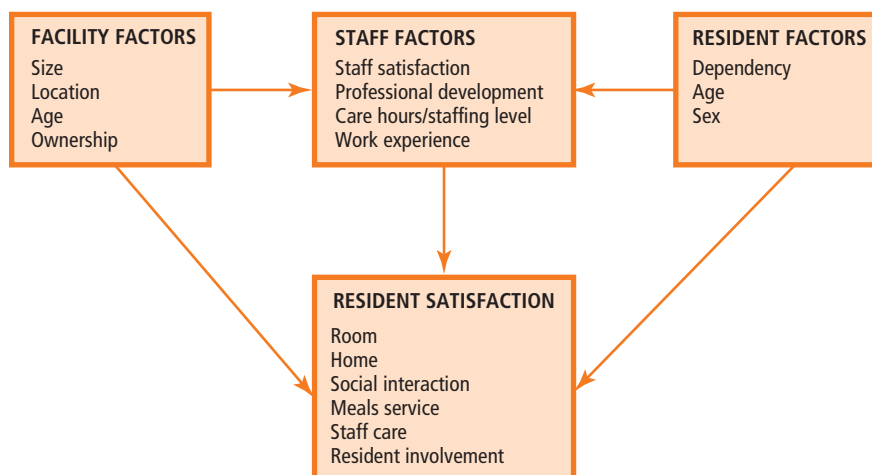 FACILITY FACTORS
Size
Location
Age
Ownership
STAFF FACTORS
Staff satisfaction
Professional development
Care hours/staffing level
Work experience
RESIDENT FACTORS
Dependency
Age
Sex
RESIDENT SATISFACTION
Room
Home
Social interaction
Meals service
Staff care
Resident involvement